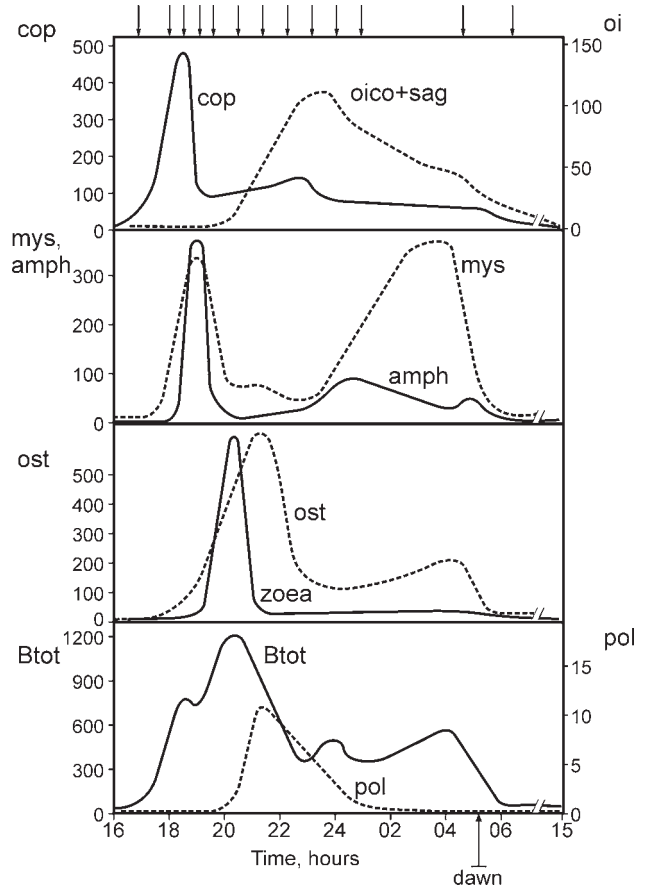 cop oi
500 150
400 cop oico+sag
300 100
200 50
100
0 0
mys,
amph
300 mys
200
100 amph
0
ost
500
400 ost
300
200
100 zoea
0
1200
Btot Btot pol
900 15
600 10
300 pol 5
0 0
16 18 20 22 24 02 04 06 15
Time, hours
dawn